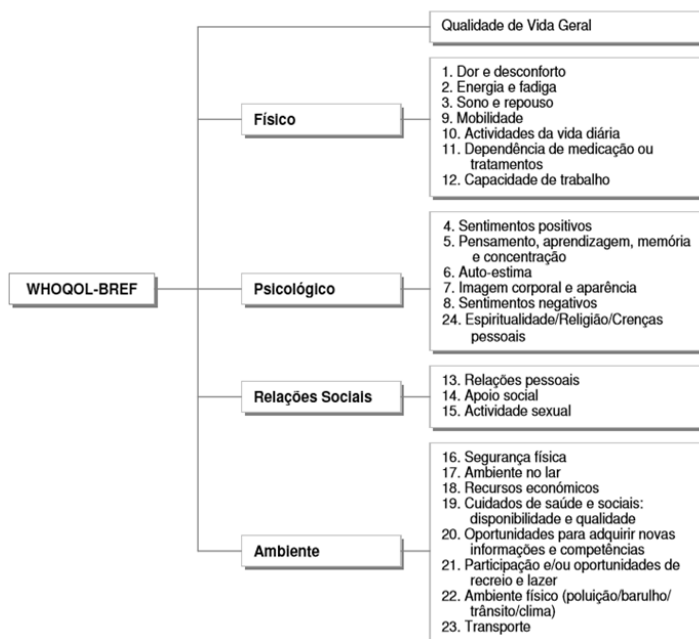 Qualidade de Vida Geral
Físico
1. Dor e desconforto
2. Energia e fadiga
3. Sono e repouso
9. Mobilidade
10. Actividades da vida diária
11. Dependência de medicação ou
tratamentos
12. Capacidade de trabalho
WHOQOL-BREF
Psicológico
4. Sentimentos positivos
5. Pensamento, aprendizagem, memória
e concentração
6. Auto-estima
7. Imagem corporal e aparência
8. Sentimentos negativos
24. Espiritualidade/Religião/Crenças
pessoais
Relações Sociais
13. Relações pessoais
14. Apoio social
15. Actividade sexual
Ambiente
16. Segurança física
17. Ambiente no lar
18. Recursos económicos
19. Cuidados de saúde e sociais:
disponibilidade e qualidade
20. Oportunidades para adquirir novas
informações e competências
21. Participação e/ou oportunidades de
recreio e lazer
22. Ambiente físico (poluição/barulho/
trânsito/clima)
23. Transporte